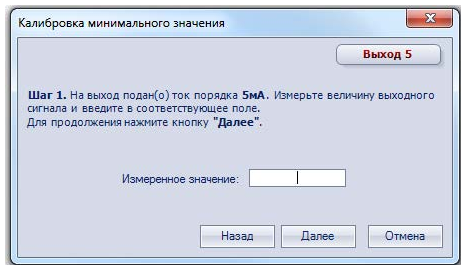 Калибровка минимального значения
Выход 5
Шаг 1. На выход подан(о) ток порядка 5мА. Измерьте величину выходного
сигнала и введите в соответствующее поле.
Для продолжения нажмите кнопку "Далее".
Измеренное значение:
Назад Далее Отмена